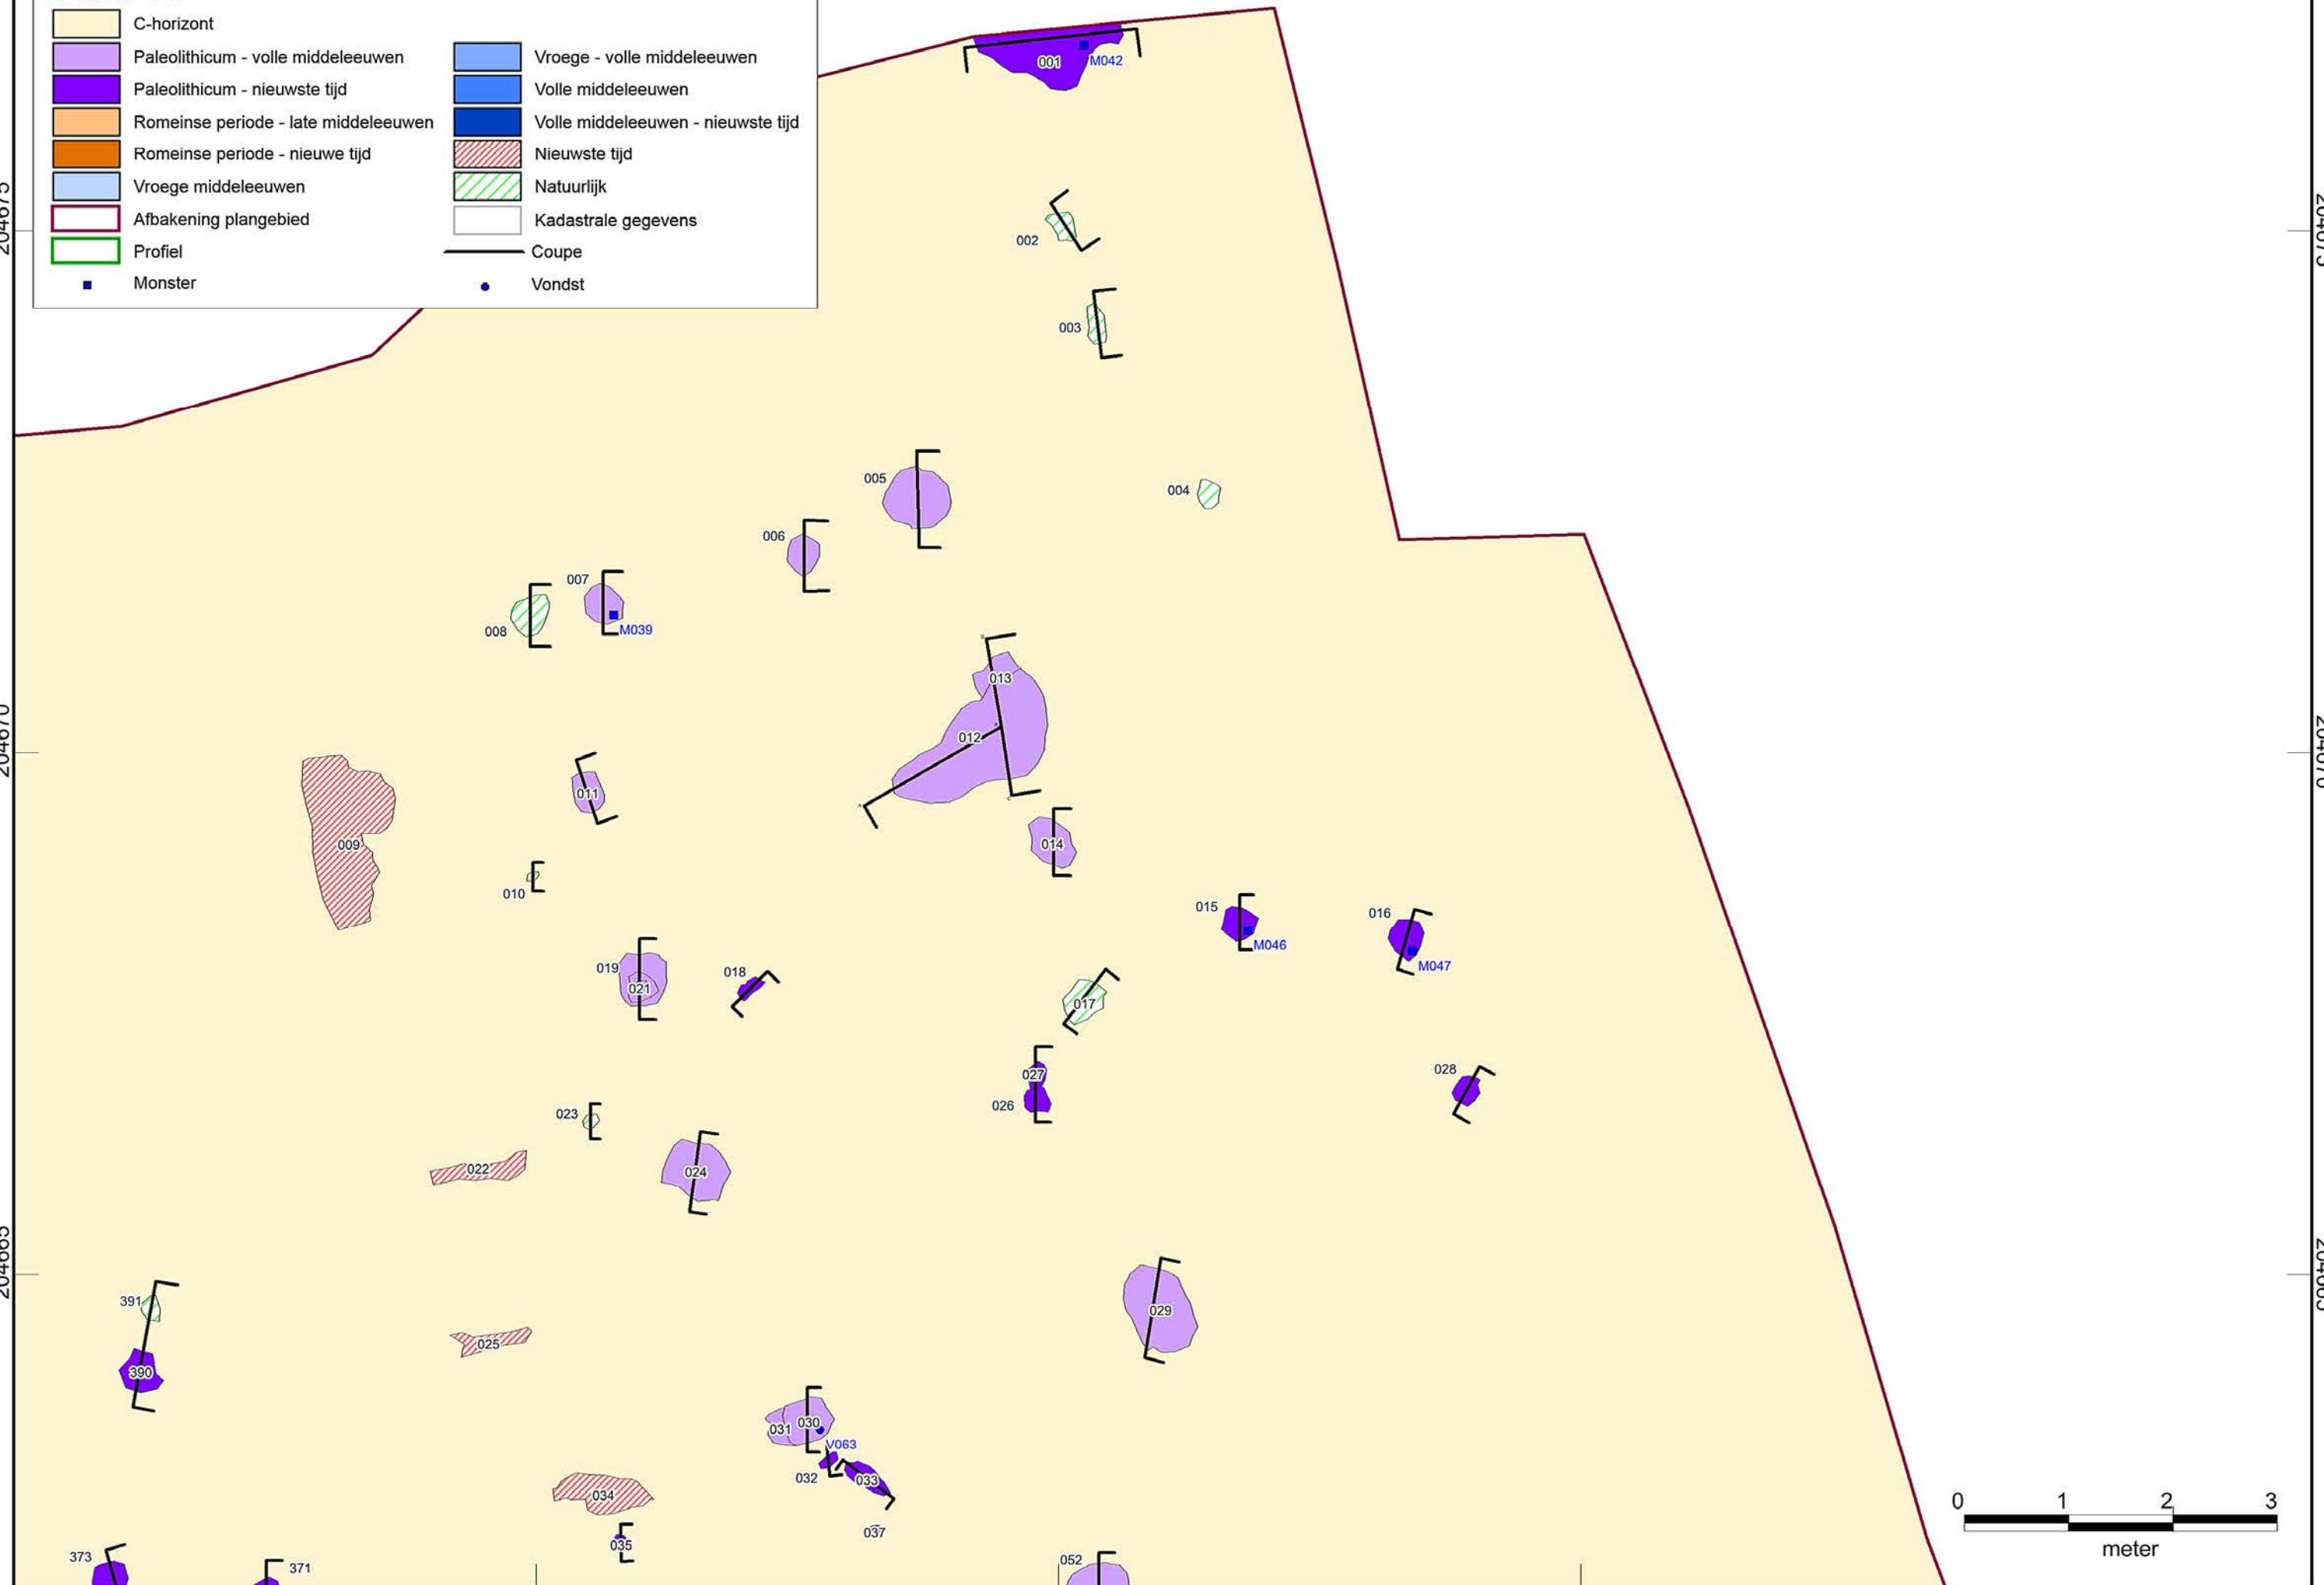 C-horizont
Paleolithicum - volle middeleeuwen
Paleolithicum - nieuwste tijd
Romeinse periode - late middeleeuwen
Romeinse periode - nieuwe tijd
Vroege middeleeuwen
Afbakening plangebied
Profiel
Monster
Vroege - volle middeleeuwen
Volle middeleeuwen
Volle middeleeuwen - nieuwste tijd
Nieuwste tijd
Natuurlijk
Kadastrale gegevens
Coupe
Vondst
001
M042
002
003
005
004
006
007
M039
008
013
012
011
009
014
010
015
M046
016
M047
019
021
018
017
027
026
028
023
022
024
029
391
390
025
031
030
V063
032
033
034
037
035
373
371
052
204670
204665
0 1 2 3
meter